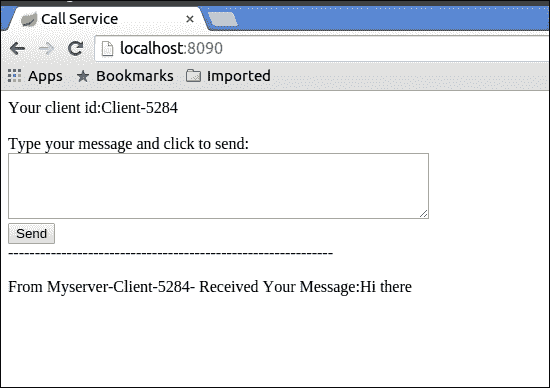 Call Service
localhost:8090
Apps Bookmarks Imported
Your client id:Client-5284
Type your message and click to send:
Send
-------------------------------------------------------------
From Myserver-Client-5284- Received Your Message:Hi there